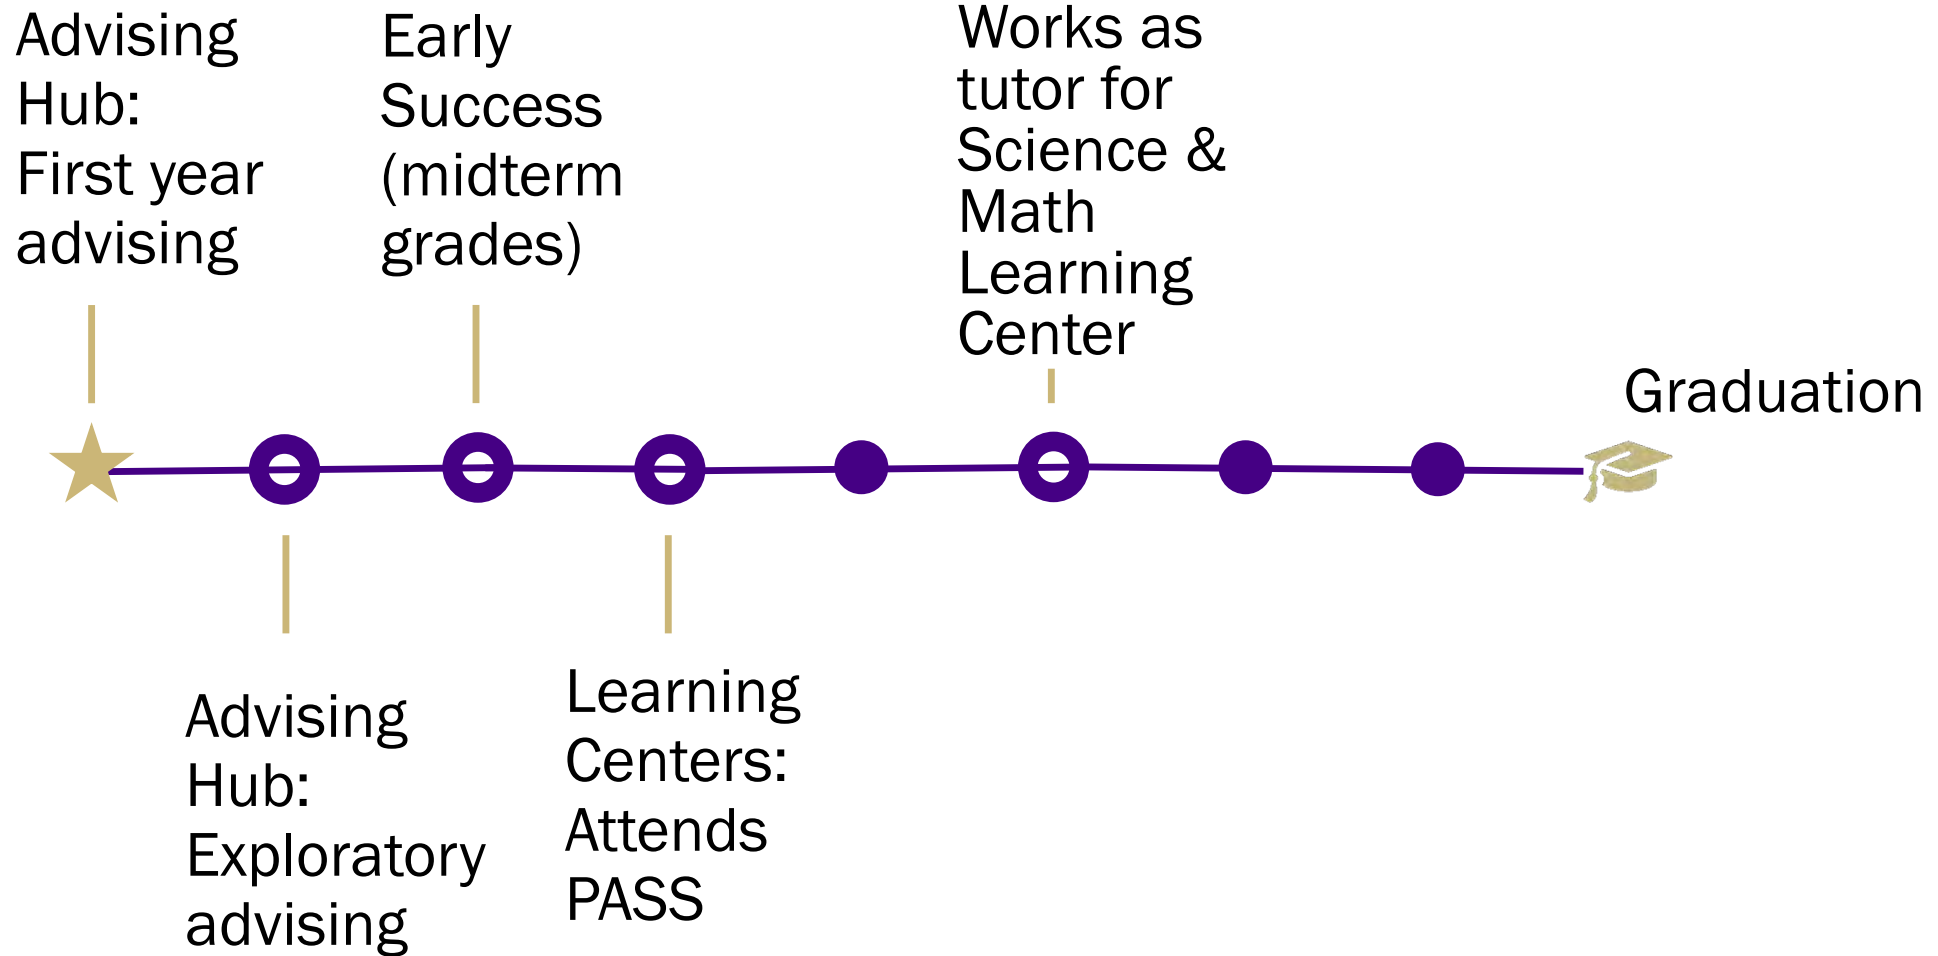 Advising
Hub:
First year
advising
Early
Success
(midterm
grades)
Works as
tutor for
Science &
Math
Learning
Center
Graduation
Advising
Hub:
Exploratory
advising
Learning
Centers:
Attends
PASS